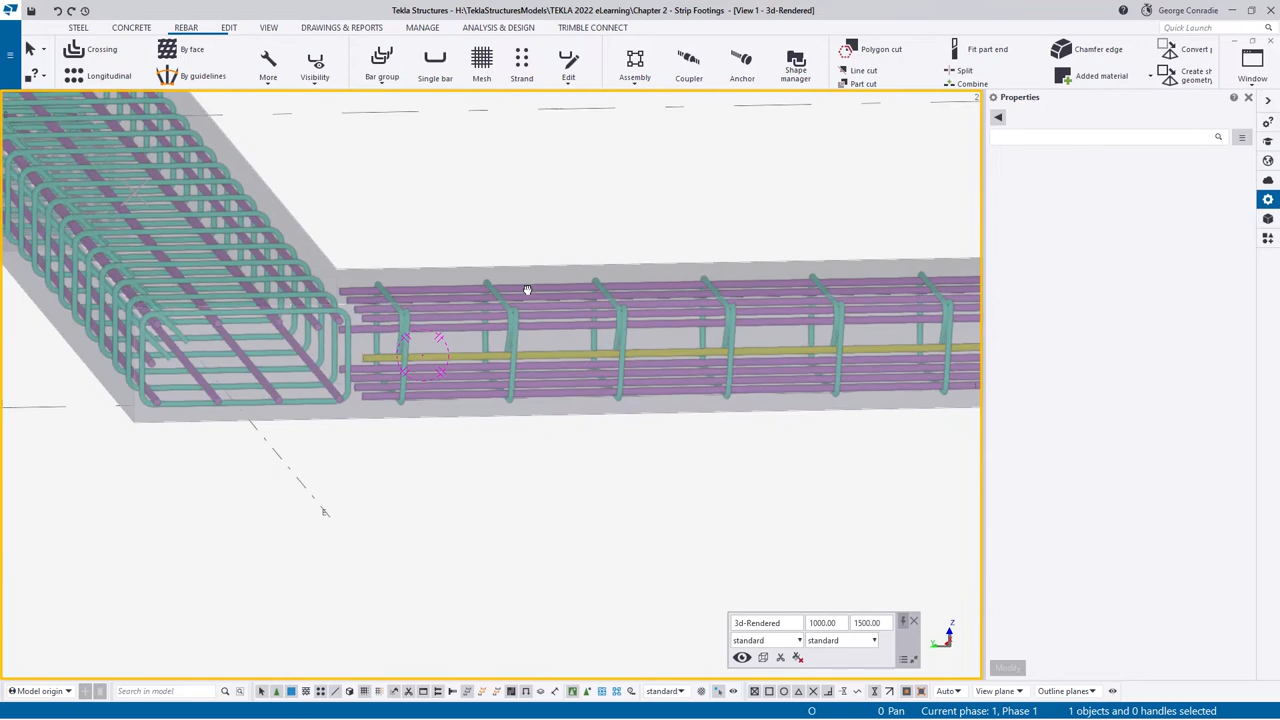 Tekla Structures - H:\TeklaStructuresModels\TEKLA 2022 eLearning\Chapter 2 - Strip Footings - [View 1 - 3d-Rendered]
George Conradie
STEEL CONCRETE REBAR EDIT VIEW DRAWINGS & REPORTS MANAGE ANALYSIS & DESIGN TRIMBLE CONNECT
Quick Launch
Crossing By face
Longitudinal By guidelines
More Visibility Bar group Single bar Mesh Strand Edit Assembly Coupler Anchor Shape manager
Polygon cut Fit part end Chamfer edge Convert
Line cut Split Added material Create sh geometry
Part cut Combine
Window
Properties
2
E
Z
Y
3d-Rendered 1000.00 1500.00
standard standard
Modify
Model origin Search in model standard Auto View plane Outline planes
O 0 Pan Current phase: 1, Phase 1 1 objects and 0 handles selected